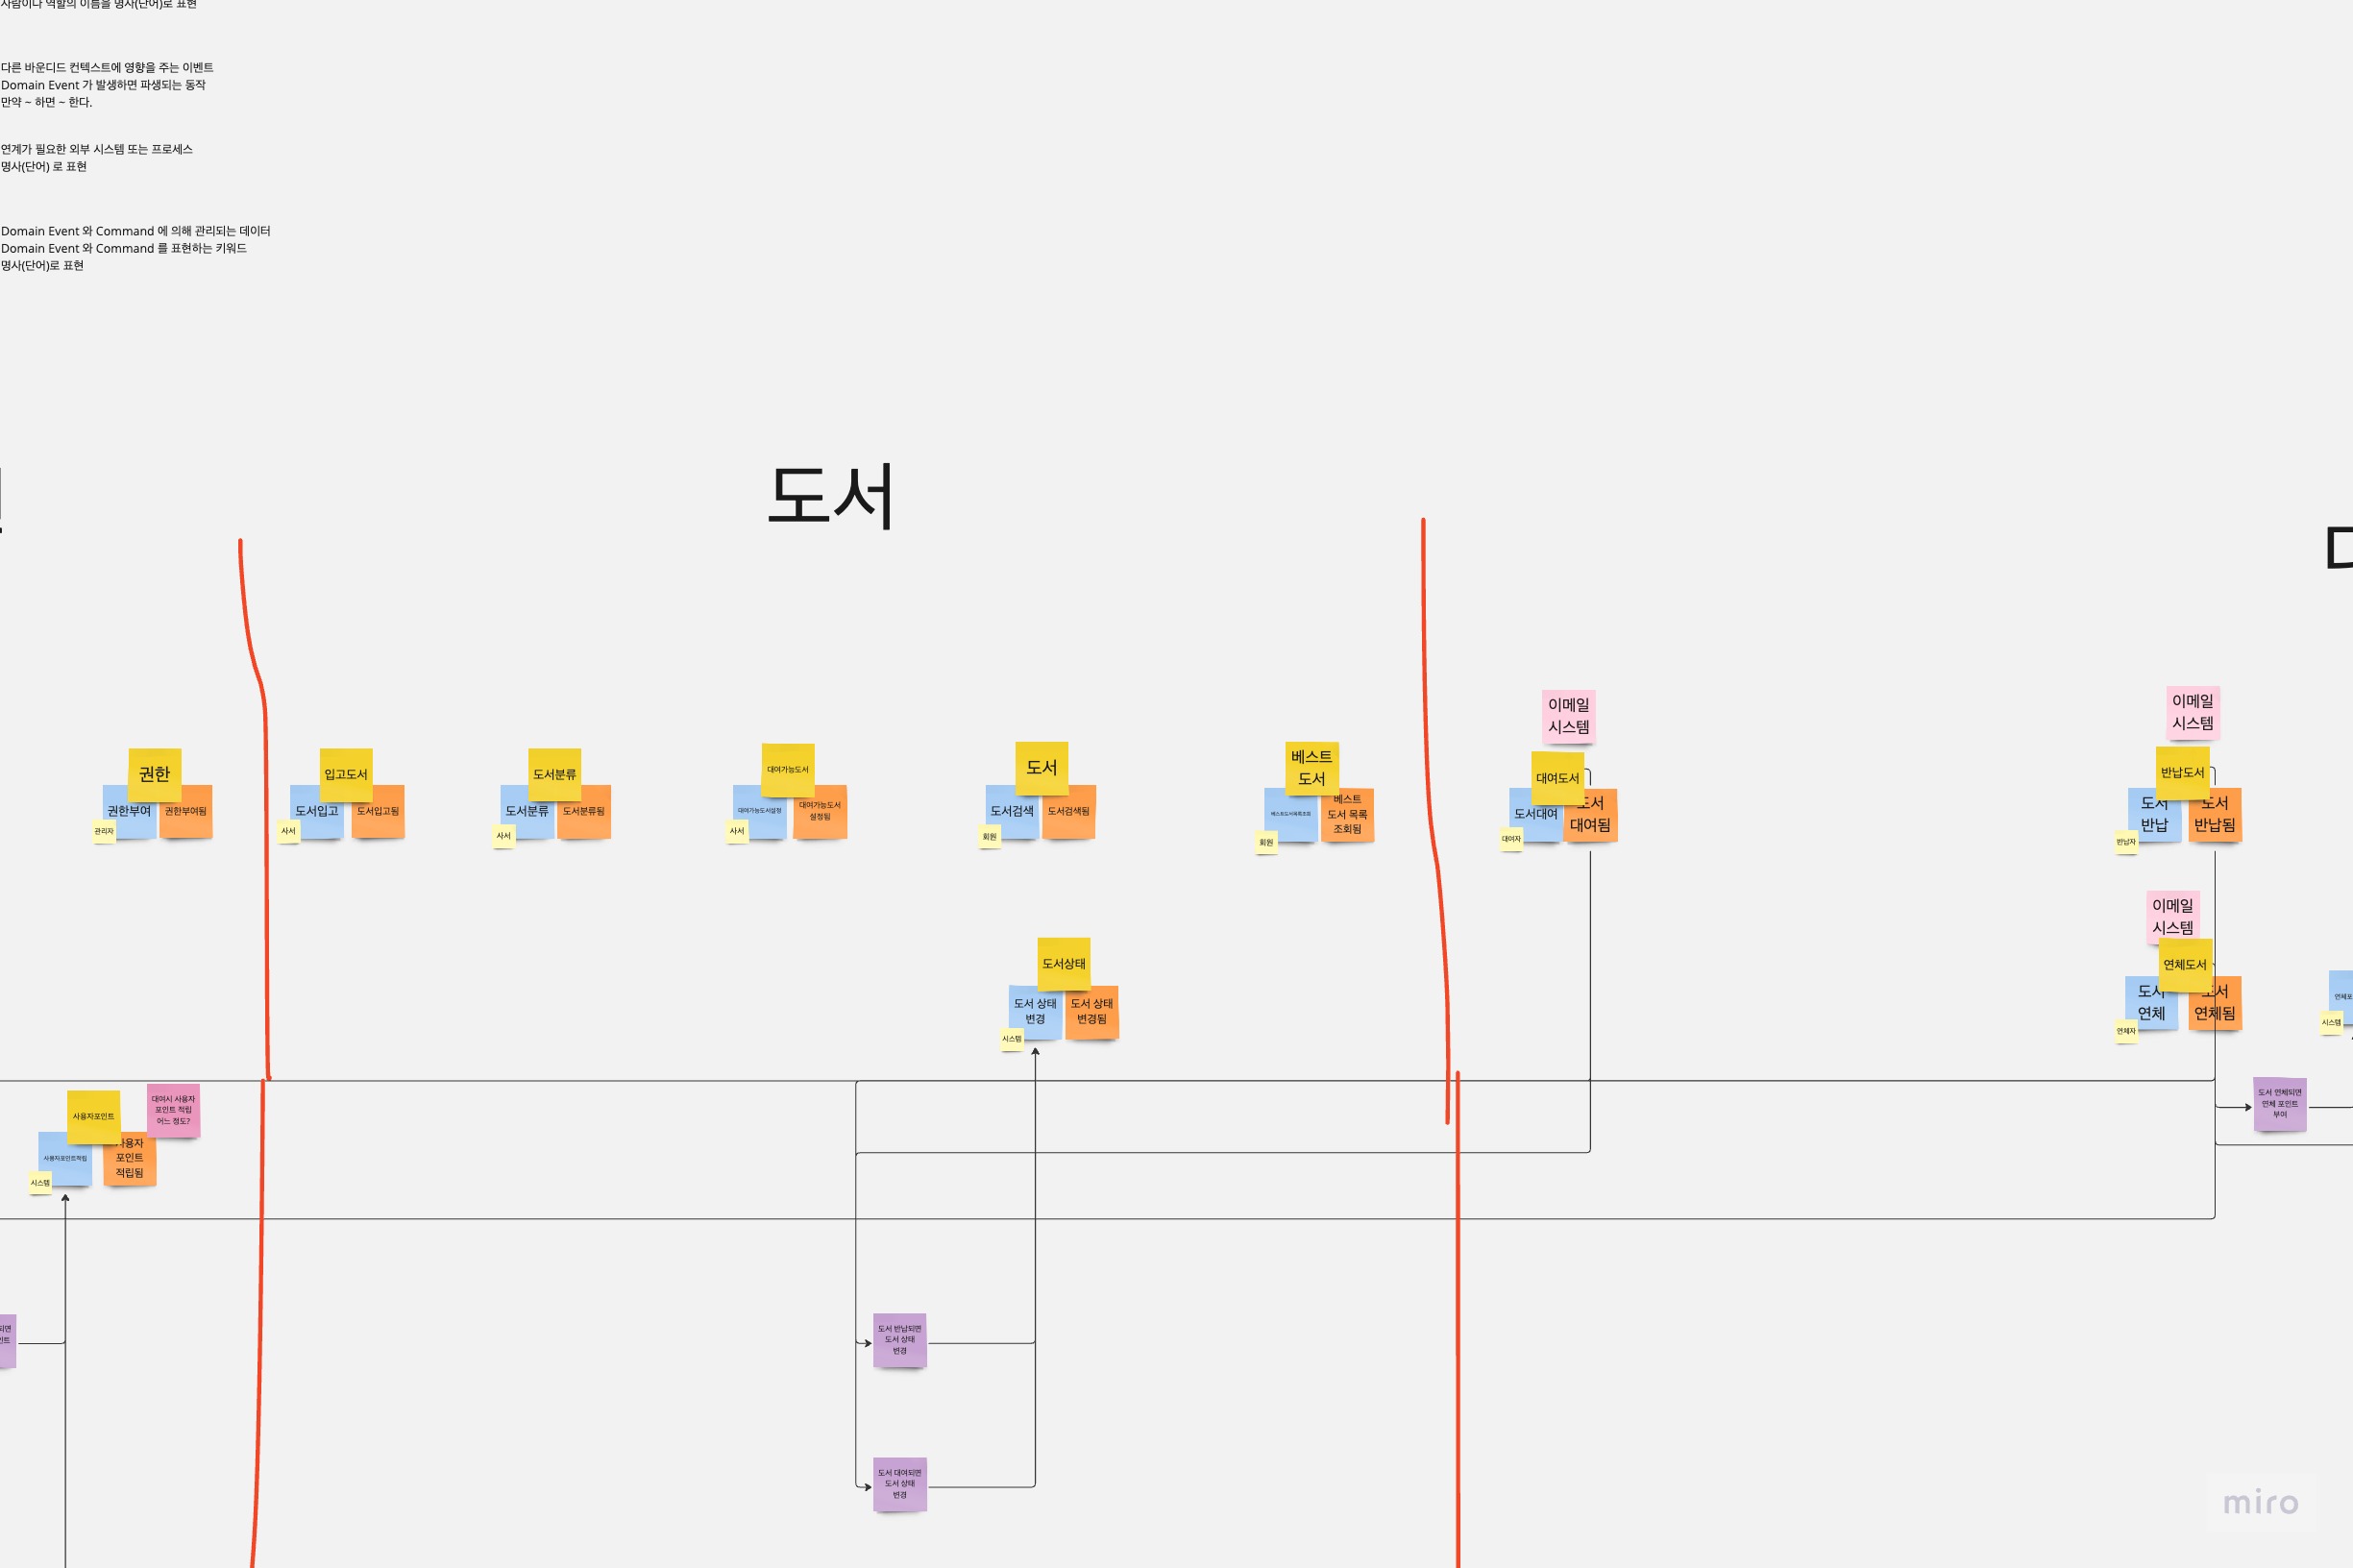 사람이나 역할의 이름을 명사(단어)로 표현
다른 바운디드 컨텍스트에 영향을 주는 이벤트
Domain Event 가 발생하면 파생되는 동작
만약 ~ 하면 ~ 한다.
연계가 필요한 외부 시스템 또는 프로세스
명사(단어) 로 표현
Domain Event 와 Command 에 의해 관리되는 데이터
Domain Event 와 Command 를 표현하는 키워드
명사(단어)로 표현
도서
권한
권한부여
권한부여됨
관리자
입고도서
도서입고
도서입고됨
사서
도서분류
도서분류
도서분류됨
사서
대여가능도서
대여가능도서설정
대여가능도서
설정됨
사서
도서
도서검색
도서검색됨
회원
베스트
도서
베스트도서목록조회
베스트
도서 목록
조회됨
회원
이메일
시스템
대여도서
도서대여
도서
대여됨
대여자
이메일
시스템
반납도서
도서
반납
도서
반납됨
반납자
도서상태
도서 상태
변경
도서 상태
변경됨
시스템
이메일
시스템
연체도서
도서
연체
도서
연체됨
연체자
연체포
시스템
사용자포인트
대여시 사용자
포인트 적립
어느 정도?
사용자포인트적립
사용자
포인트
적립됨
시스템
도서 연체되면
연체 포인트
부여
되면
인트
도서 반납되면
도서 상태
변경
도서 대여되면
도서 상태
변경
miro